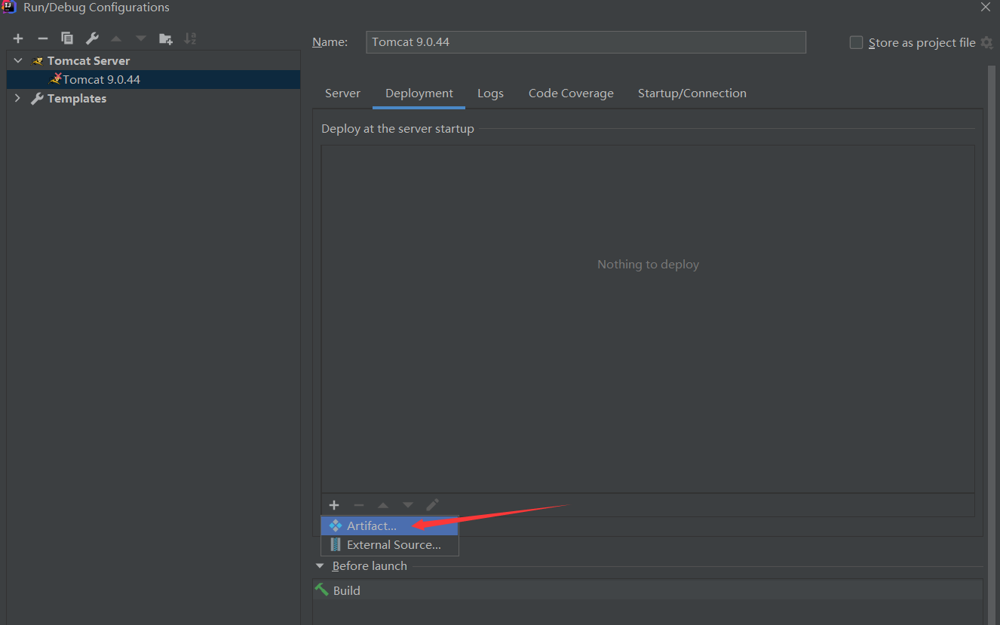 Run/Debug Configurations
Name:
Tomcat 9.0.44
Store as project file
Tomcat Server
Tomcat 9.0.44
Templates
Server
Deployment
Logs
Code Coverage
Startup/Connection
Deploy at the server startup
Nothing to deploy
Artifact...
External Source...
Before launch
Build